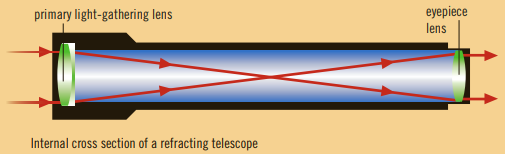 primary light-gathering lens
eyepiece
lens
Internal cross section of a refracting telescope